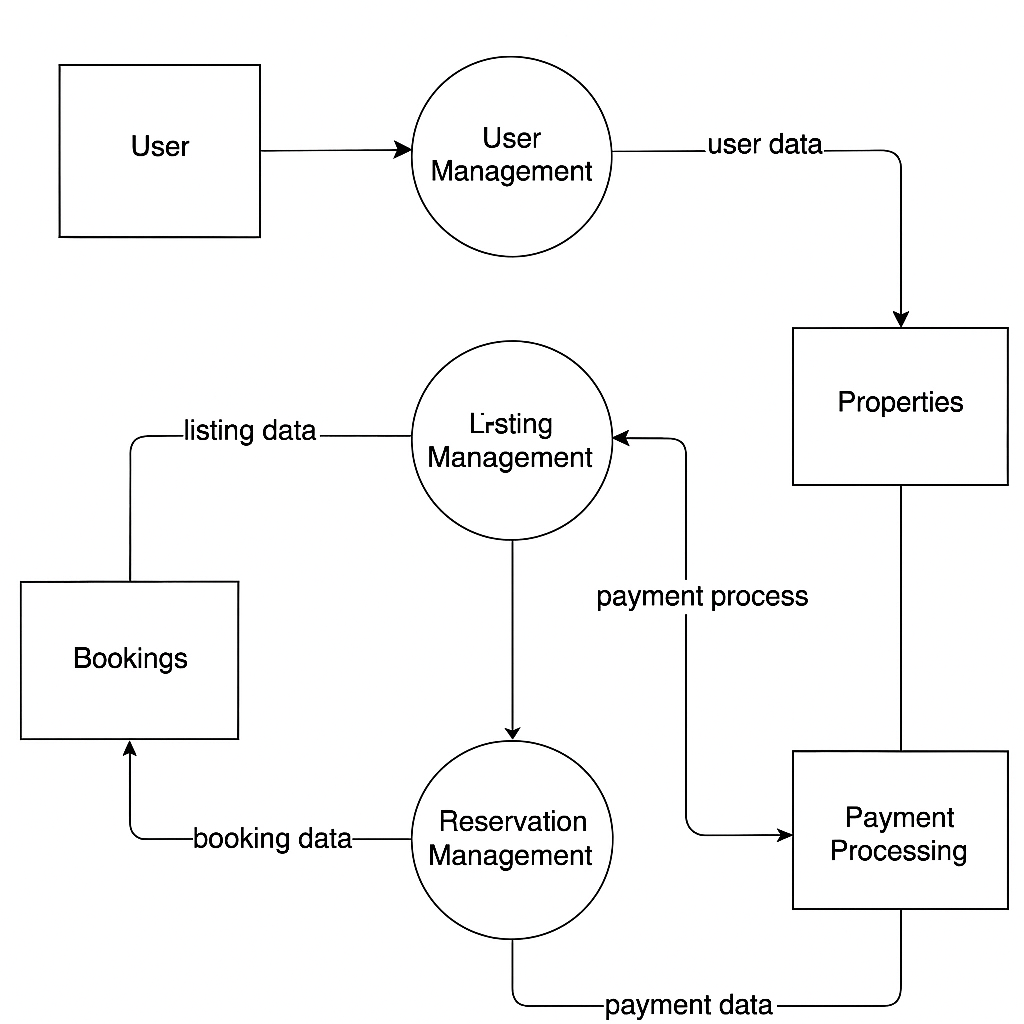 User
User
Management
user data
Properties
Listing
Management
listing data
payment process
Bookings
Reservation
Management
booking data
Payment
Processing
payment data